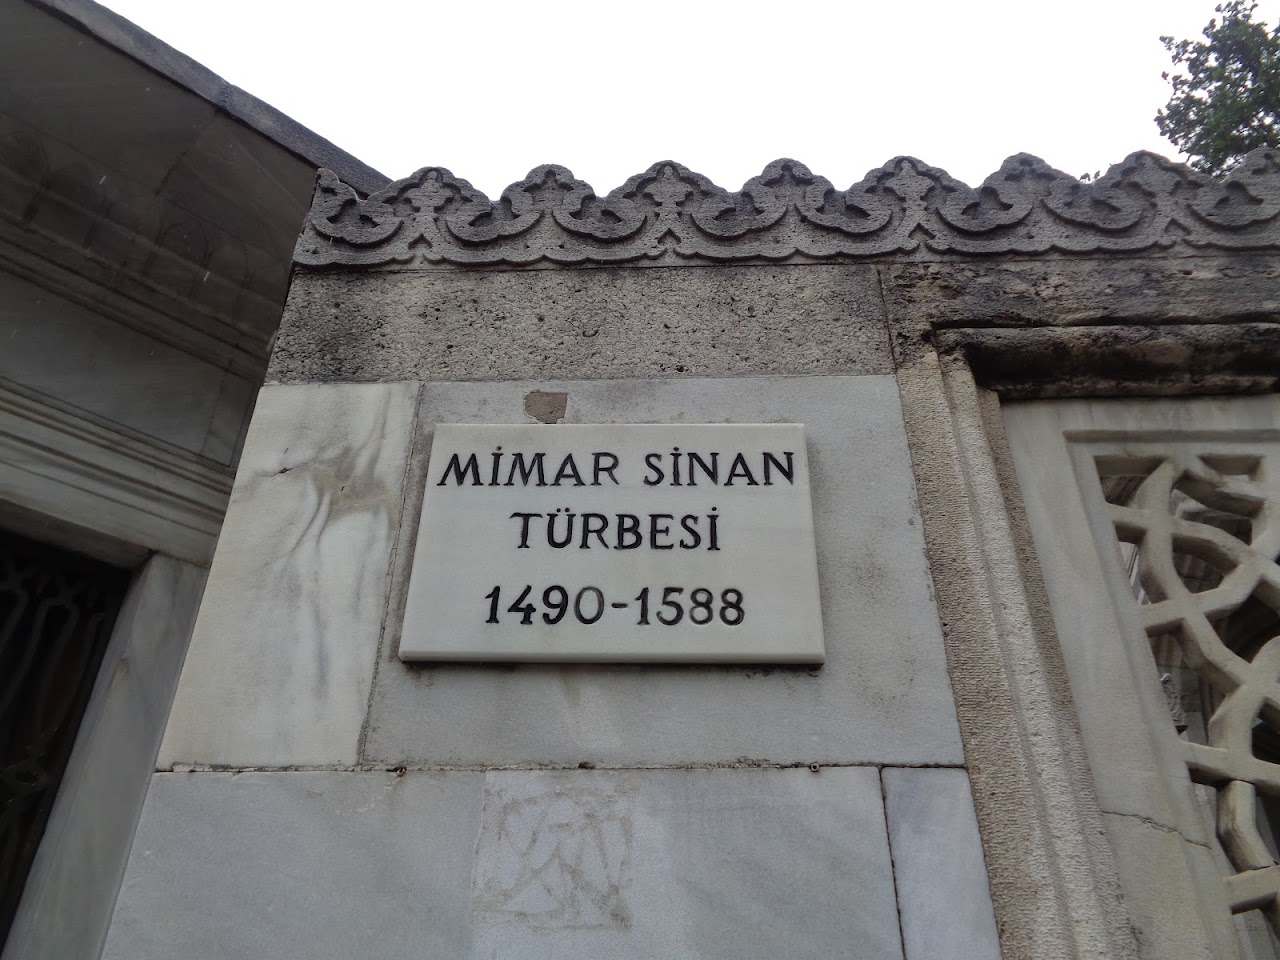 MİMAR SİNAN
TÜRBESİ
1490-1588